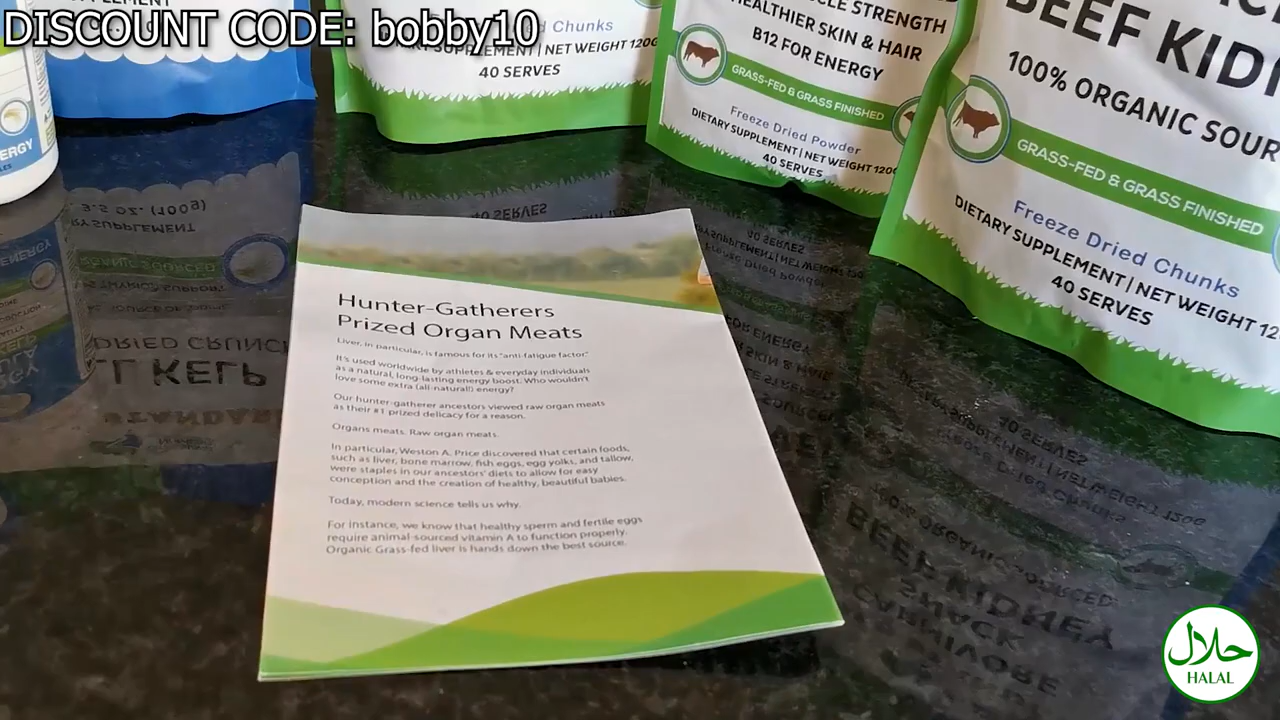 DISCOUNT CODE: bobby10
ERGY
Chunks
SUPPLEMENT | NET WEIGHT 120G
40 SERVES
STRENGTH
HEALTHIER SKIN & HAIR
B12 FOR ENERGY
GRASS-FED & GRASS FINISHED
Freeze Dried Powder
DIETARY SUPPLEMENT | NET WEIGHT 120G
40 SERVES
BEEF KID
100% ORGANIC SOUR
GRASS-FED & GRASS FINISHED
Freeze Dried Chunks
DIETARY SUPPLEMENT | NET WEIGHT 12
40 SERVES
Hunter-Gatherers
Prized Organ Meats
Liver, in particular, is famous for its "anti-fatigue factor"
It's used worldwide by athletes & everyday individuals
as a natural, long-lasting energy boost. Who wouldn't
love some extra (all-natural!) energy?
Our hunter-gatherer ancestors viewed raw organ meats
as their #1 prized delicacy for a reason.
Organs meats. Raw organ meats.
In particular, Weston A. Price discovered that certain foods,
such as liver, bone marrow, fish eggs, egg yolks, and tallow,
were staples in our ancestors' diets to allow for easy
conception and the creation of healthy, beautiful babies.
Today, modern science tells us why.
For Instance, we know that healthy sperm and fertile eggs
require animal-sourced vitamin A to function properly.
Organic Grass-fed liver is hands down the best source.
حلال
HALAL